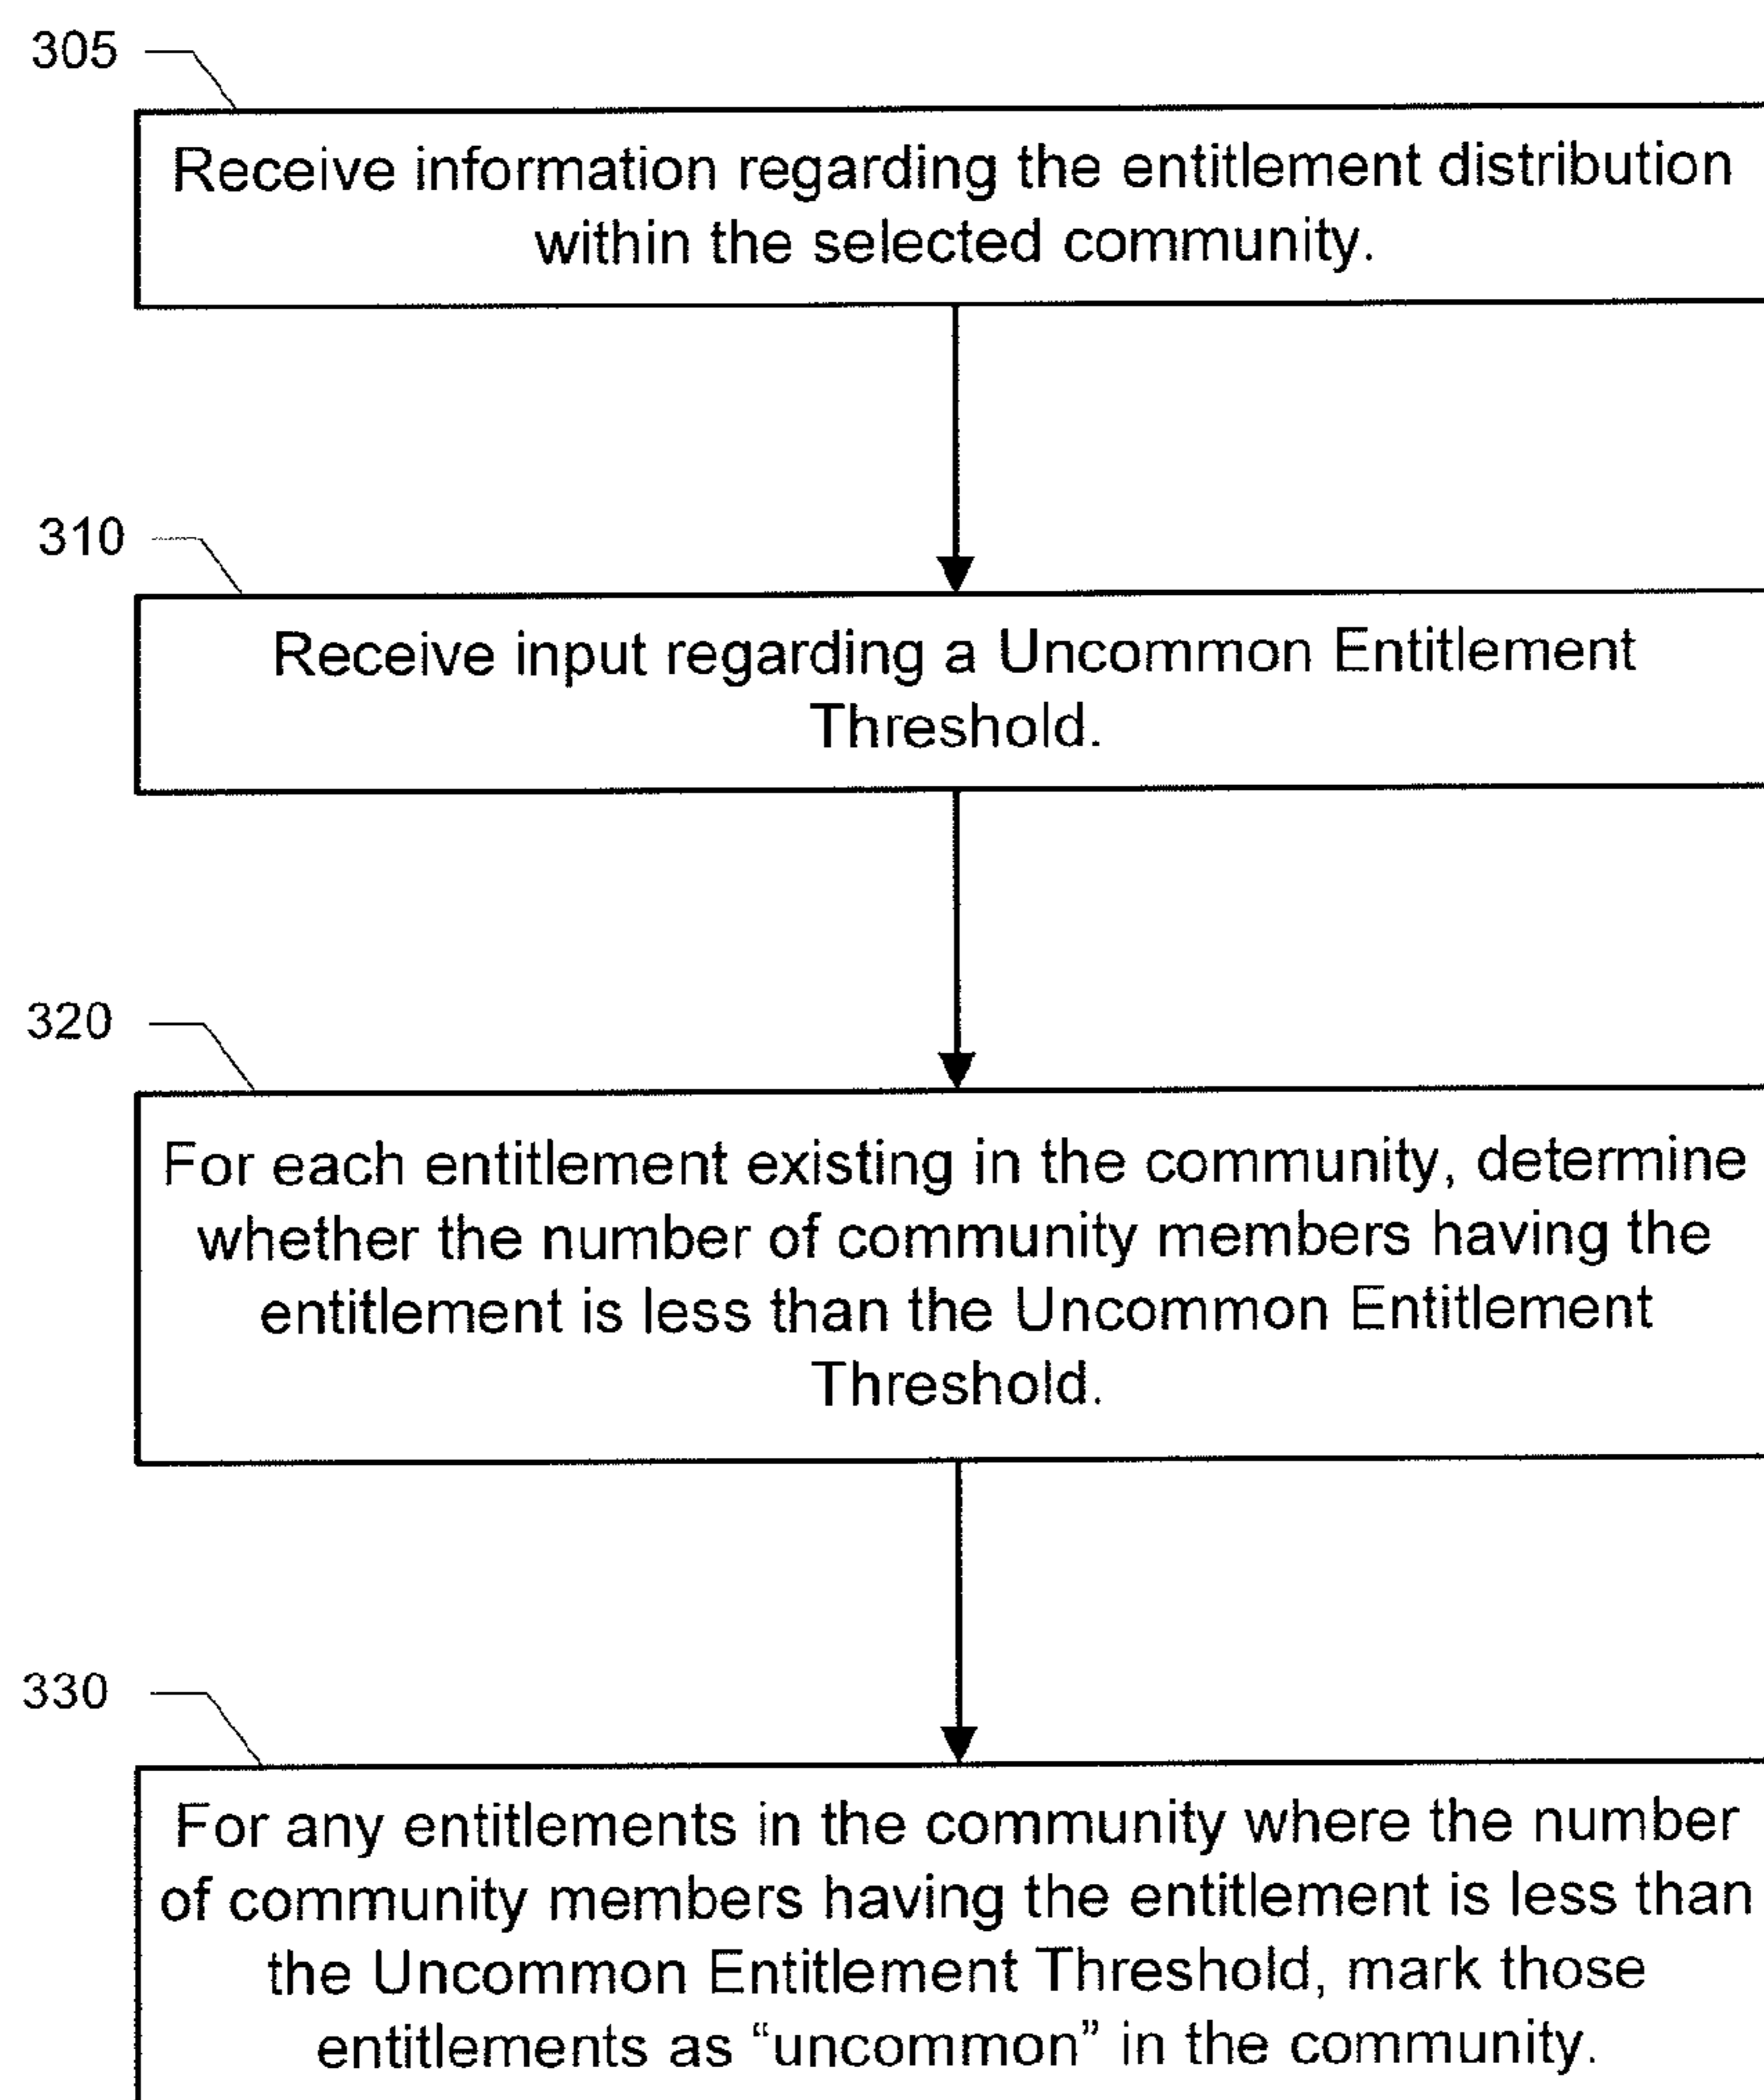 305
Receive information regarding the entitlement distribution
within the selected community.
310
Receive input regarding a Uncommon Entitlement
Threshold.
320
For each entitlement existing in the community, determine
whether the number of community members having the
entitlement is less than the Uncommon Entitlement
Threshold.
330
For any entitlements in the community where the number
of community members having the entitlement is less than
the Uncommon Entitlement Threshold, mark those
entitlements as “uncommon” in the community.